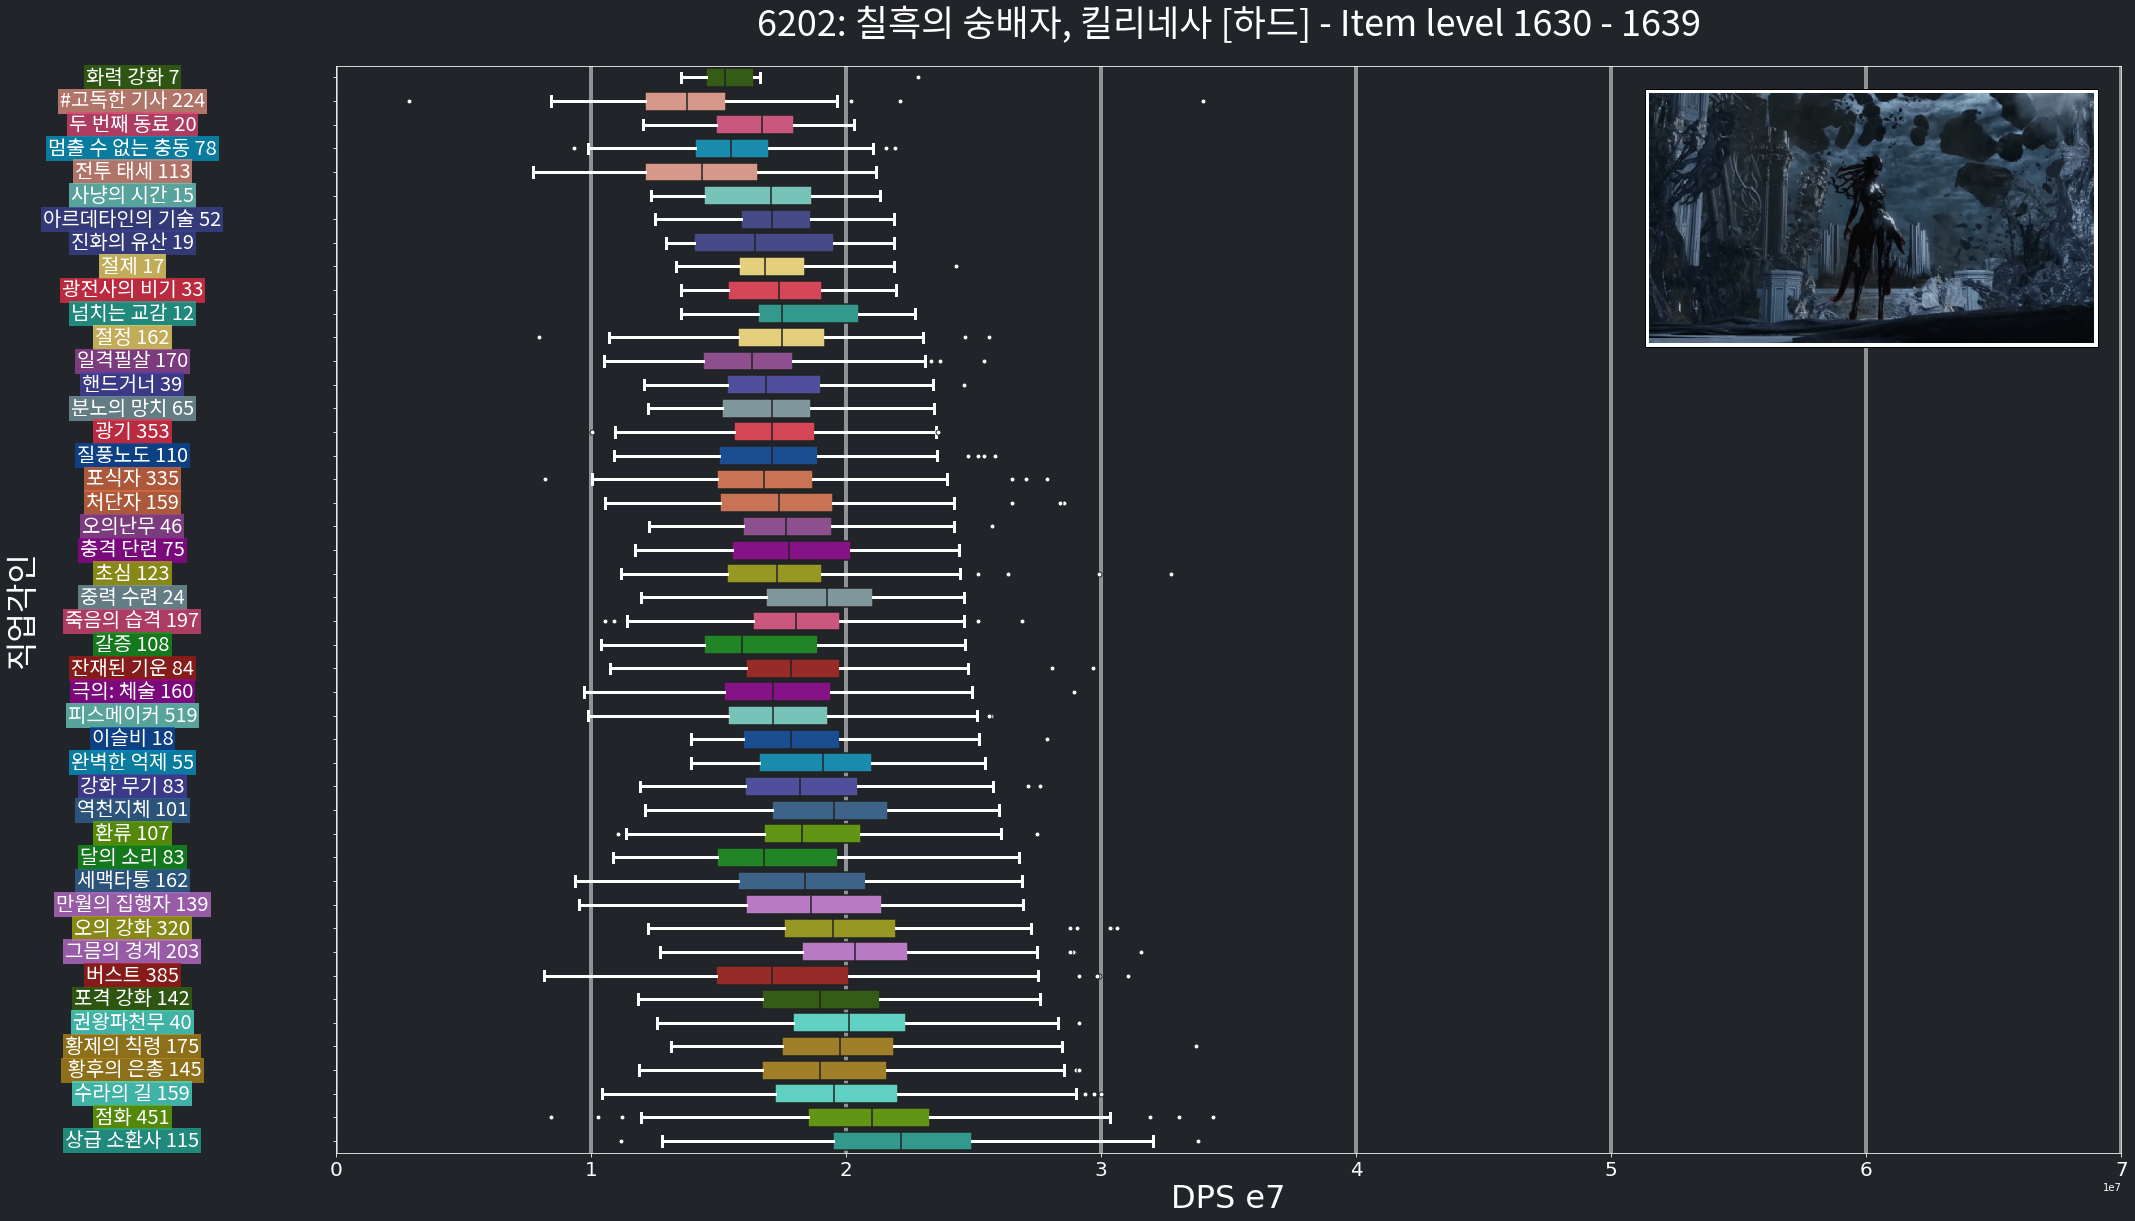 6202: 칠흑의 숭배자, 킬리네사 [하드] - Item level 1630 - 1639
화력 강화 7
#고독한 기사 224
두 번째 동료 20
멈출 수 없는 충동 78
전투 태세 113
사냥의 시간 15
아르데타인의 기술 52
진화의 유산 19
절제 17
광전사의 비기 33
넘치는 교감 12
절정 162
일격필살 170
핸드거너 39
분노의 망치 65
광기 353
질풍노도 110
포식자 335
처단자 159
오의난무 46
충격 단련 75
초심 123
중력 수련 24
죽음의 습격 197
갈증 108
잔재된 기운 84
극의: 체술 160
피스메이커 519
이슬비 18
완벽한 억제 55
강화 무기 83
역천지체 101
환류 107
달의 소리 83
세맥타통 162
만월의 집행자 139
오의 강화 320
그믐의 경계 203
버스트 385
포격 강화 142
권왕파천무 40
황제의 칙령 175
황후의 은총 145
수라의 길 159
점화 451
상급 소환사 115
직업각인
0 1 2 3 4 5 6 7
1e7
DPS e7